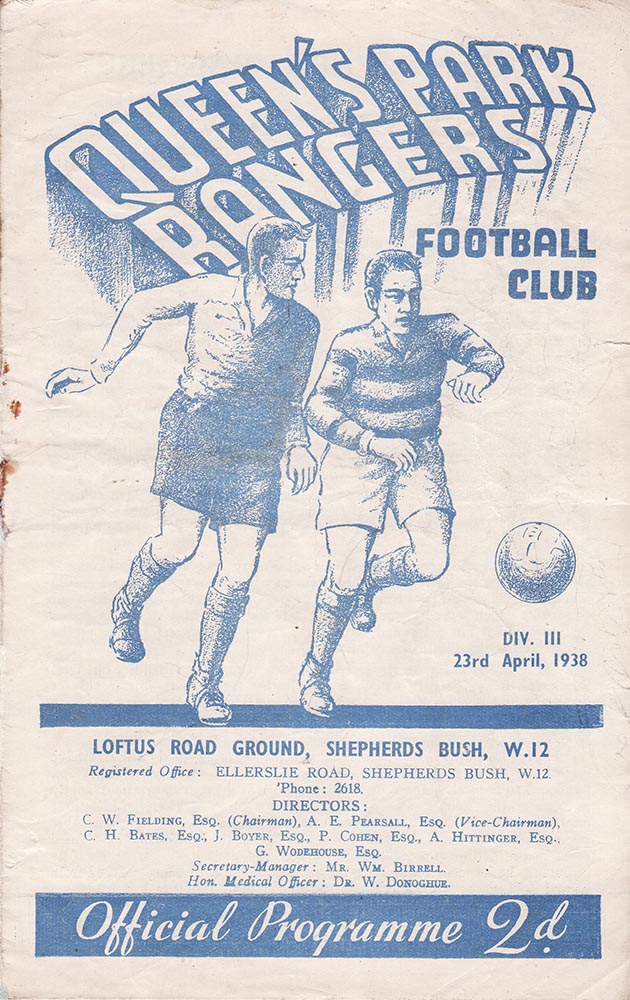 QUEEN'S PARK
RANGERS
FOOTBALL
CLUB
DIV. III
23rd April, 1938
LOFTUS ROAD GROUND, SHEPHERDS BUSH, W.12
Registered Office: ELLERSLIE ROAD, SHEPHERDS BUSH, W.12.
'Phone: 2618.
DIRECTORS:
C. W. FIELDING, ESQ. (Chairman), A. E. PEARSALL, ESQ. (Vice-Chairman),
C. H. BATES, ESQ., J. BOYER, ESQ., P. COHEN, ESQ., A. HITTINGER, ESQ.
G. WODEHOUSE, ESQ.
Secretary-Manager: MR. WM. BIRRELL.
Hon. Medical Officer: DR. W. DONOGHUE.
Official Programme 2d.